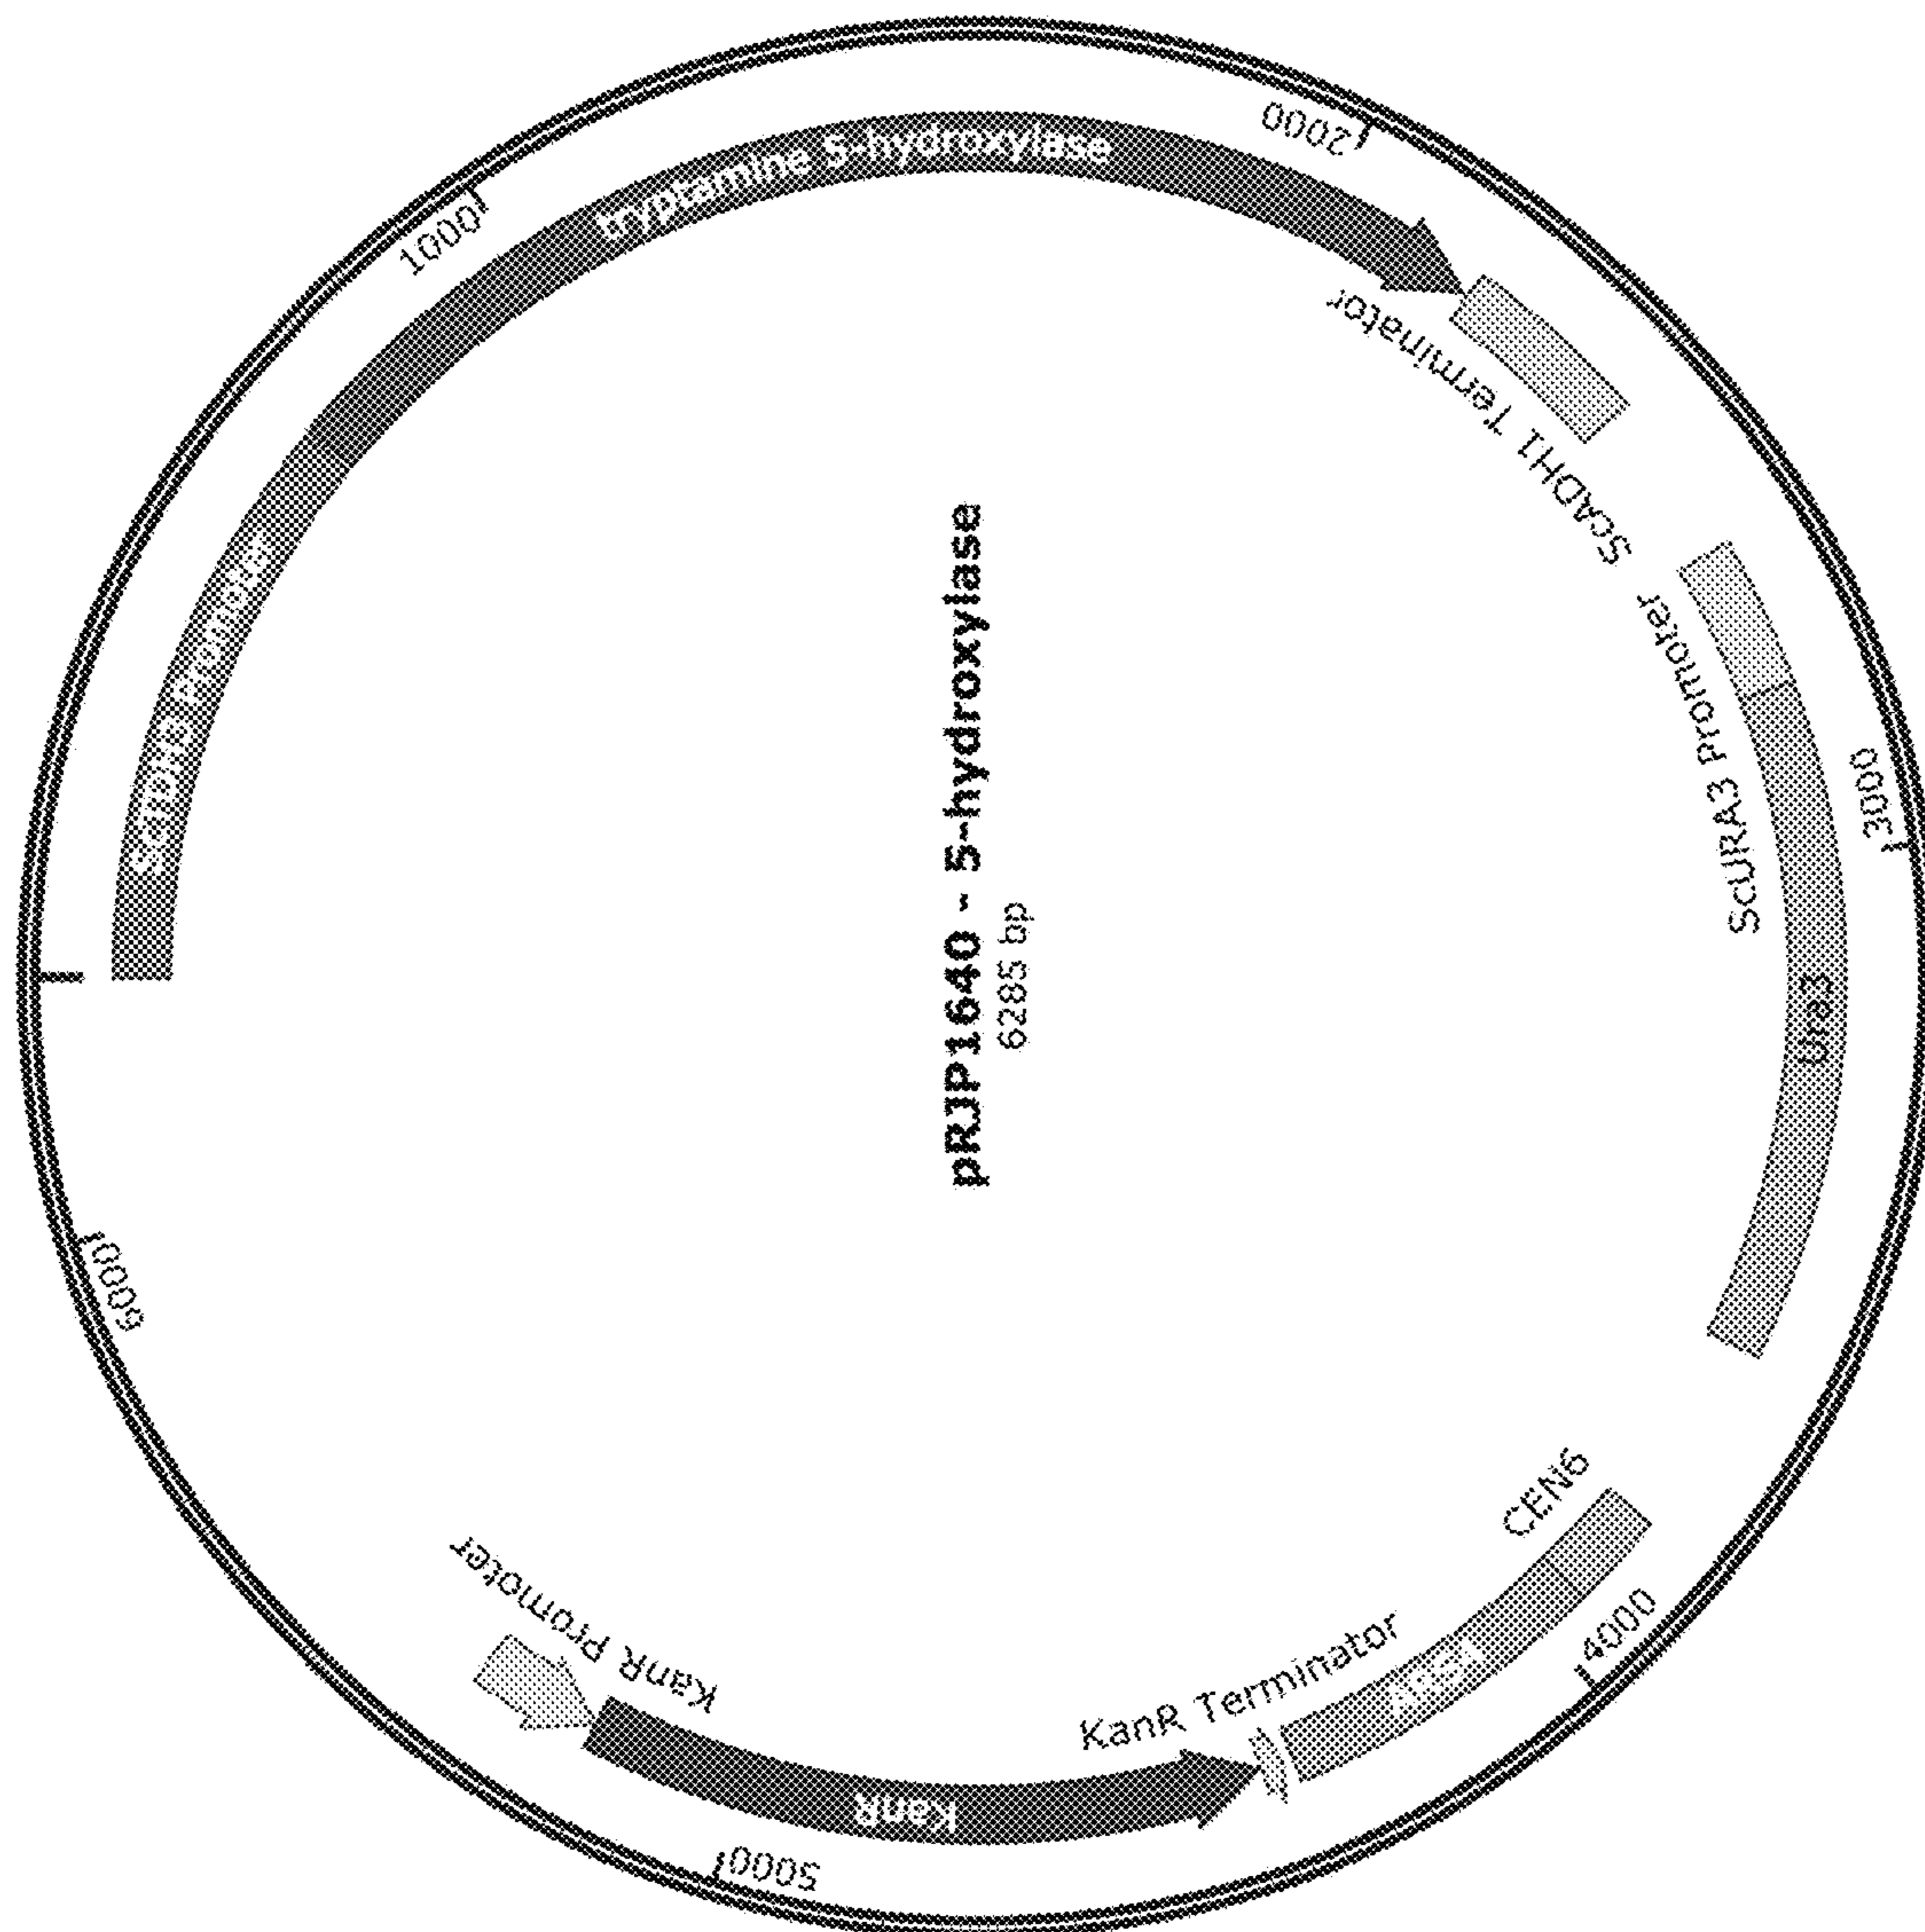 pRJP1640 - 5-hydroxylase
6285 bp
1000
2000
3000
4000
5000
6000
Promoter
tryptamine 5-hydroxylase
ScADH1 Terminator
ScURA3 Promoter
Ura3
CEN6
KanR Terminator
KanR
KanR Promoter